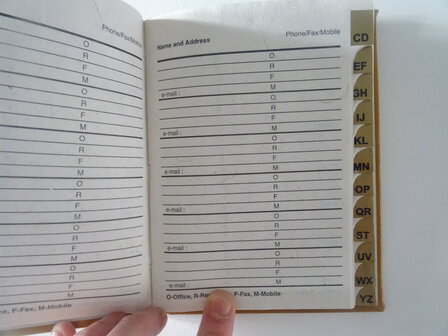 Phone/Fax/Mobile
O
R
F
M
O
R
F
M
O
R
F
M
O
R
F
M
O
R
F
M
O
R
F
M
F-Fax, M-Mobile
Name and Address Phone/Fax/Mobile
O
R
F
e-mail : M
O
R
F
e-mail : M
O
R
F
e-mail : M
O
R
F
e-mail : M
O
R
F
e-mail : M
O
R
F
e-mail : M
O-Office, F-Fax, M-Mobile
CD
EF
GH
IJ
KL
MN
OP
QR
ST
UV
WX
YZ